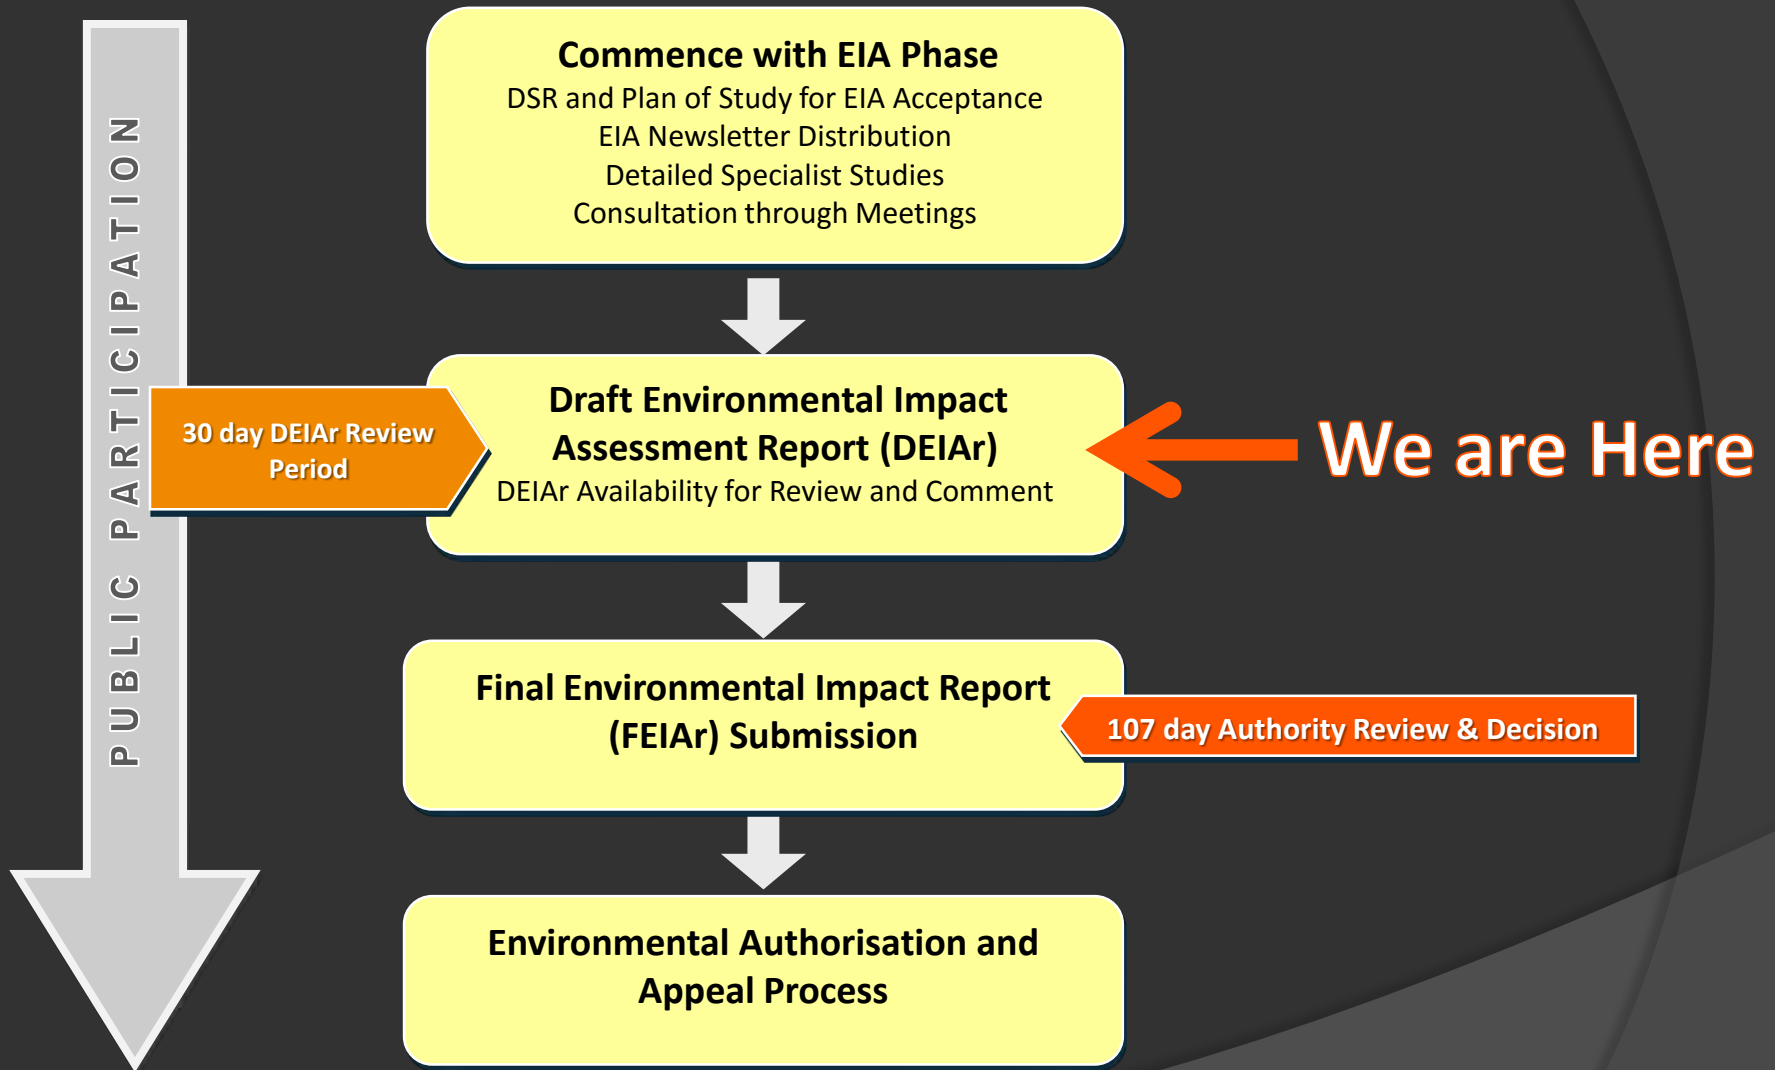 PUBLIC PARTICIPATION
Commence with EIA Phase
DSR and Plan of Study for EIA Acceptance
EIA Newsletter Distribution
Detailed Specialist Studies
Consultation through Meetings
30 day DEIAr Review
Period
Draft Environmental Impact
Assessment Report (DEIAr)
DEIAr Availability for Review and Comment
We are Here
Final Environmental Impact Report
(FEIAr) Submission
107 day Authority Review & Decision
Environmental Authorisation and
Appeal Process